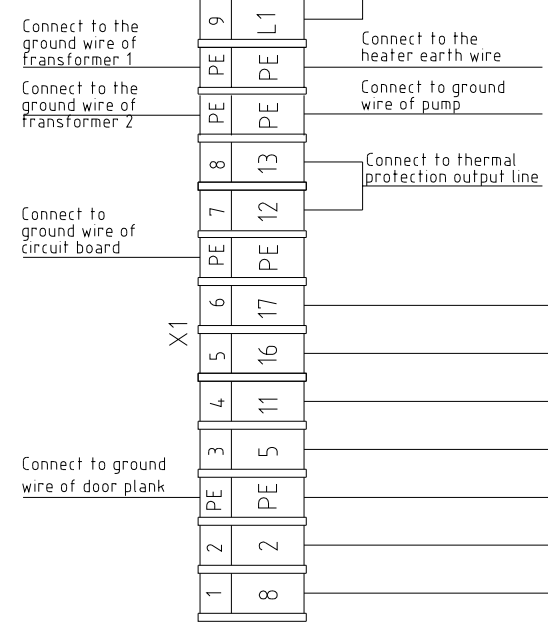 Connect to the
ground wire of
transformer 1
Connect to the
ground wire of
transformer 2
Connect to
ground wire of
circuit board
Connect to ground
wire of door plank
X1
9 L1
PE PE
PE PE
8 13
7 12
PE PE
6 17
5 16
4 11
3 5
PE PE
2 2
1 8
Connect to the
heater earth wire
Connect to ground
wire of pump
Connect to thermal
protection output line